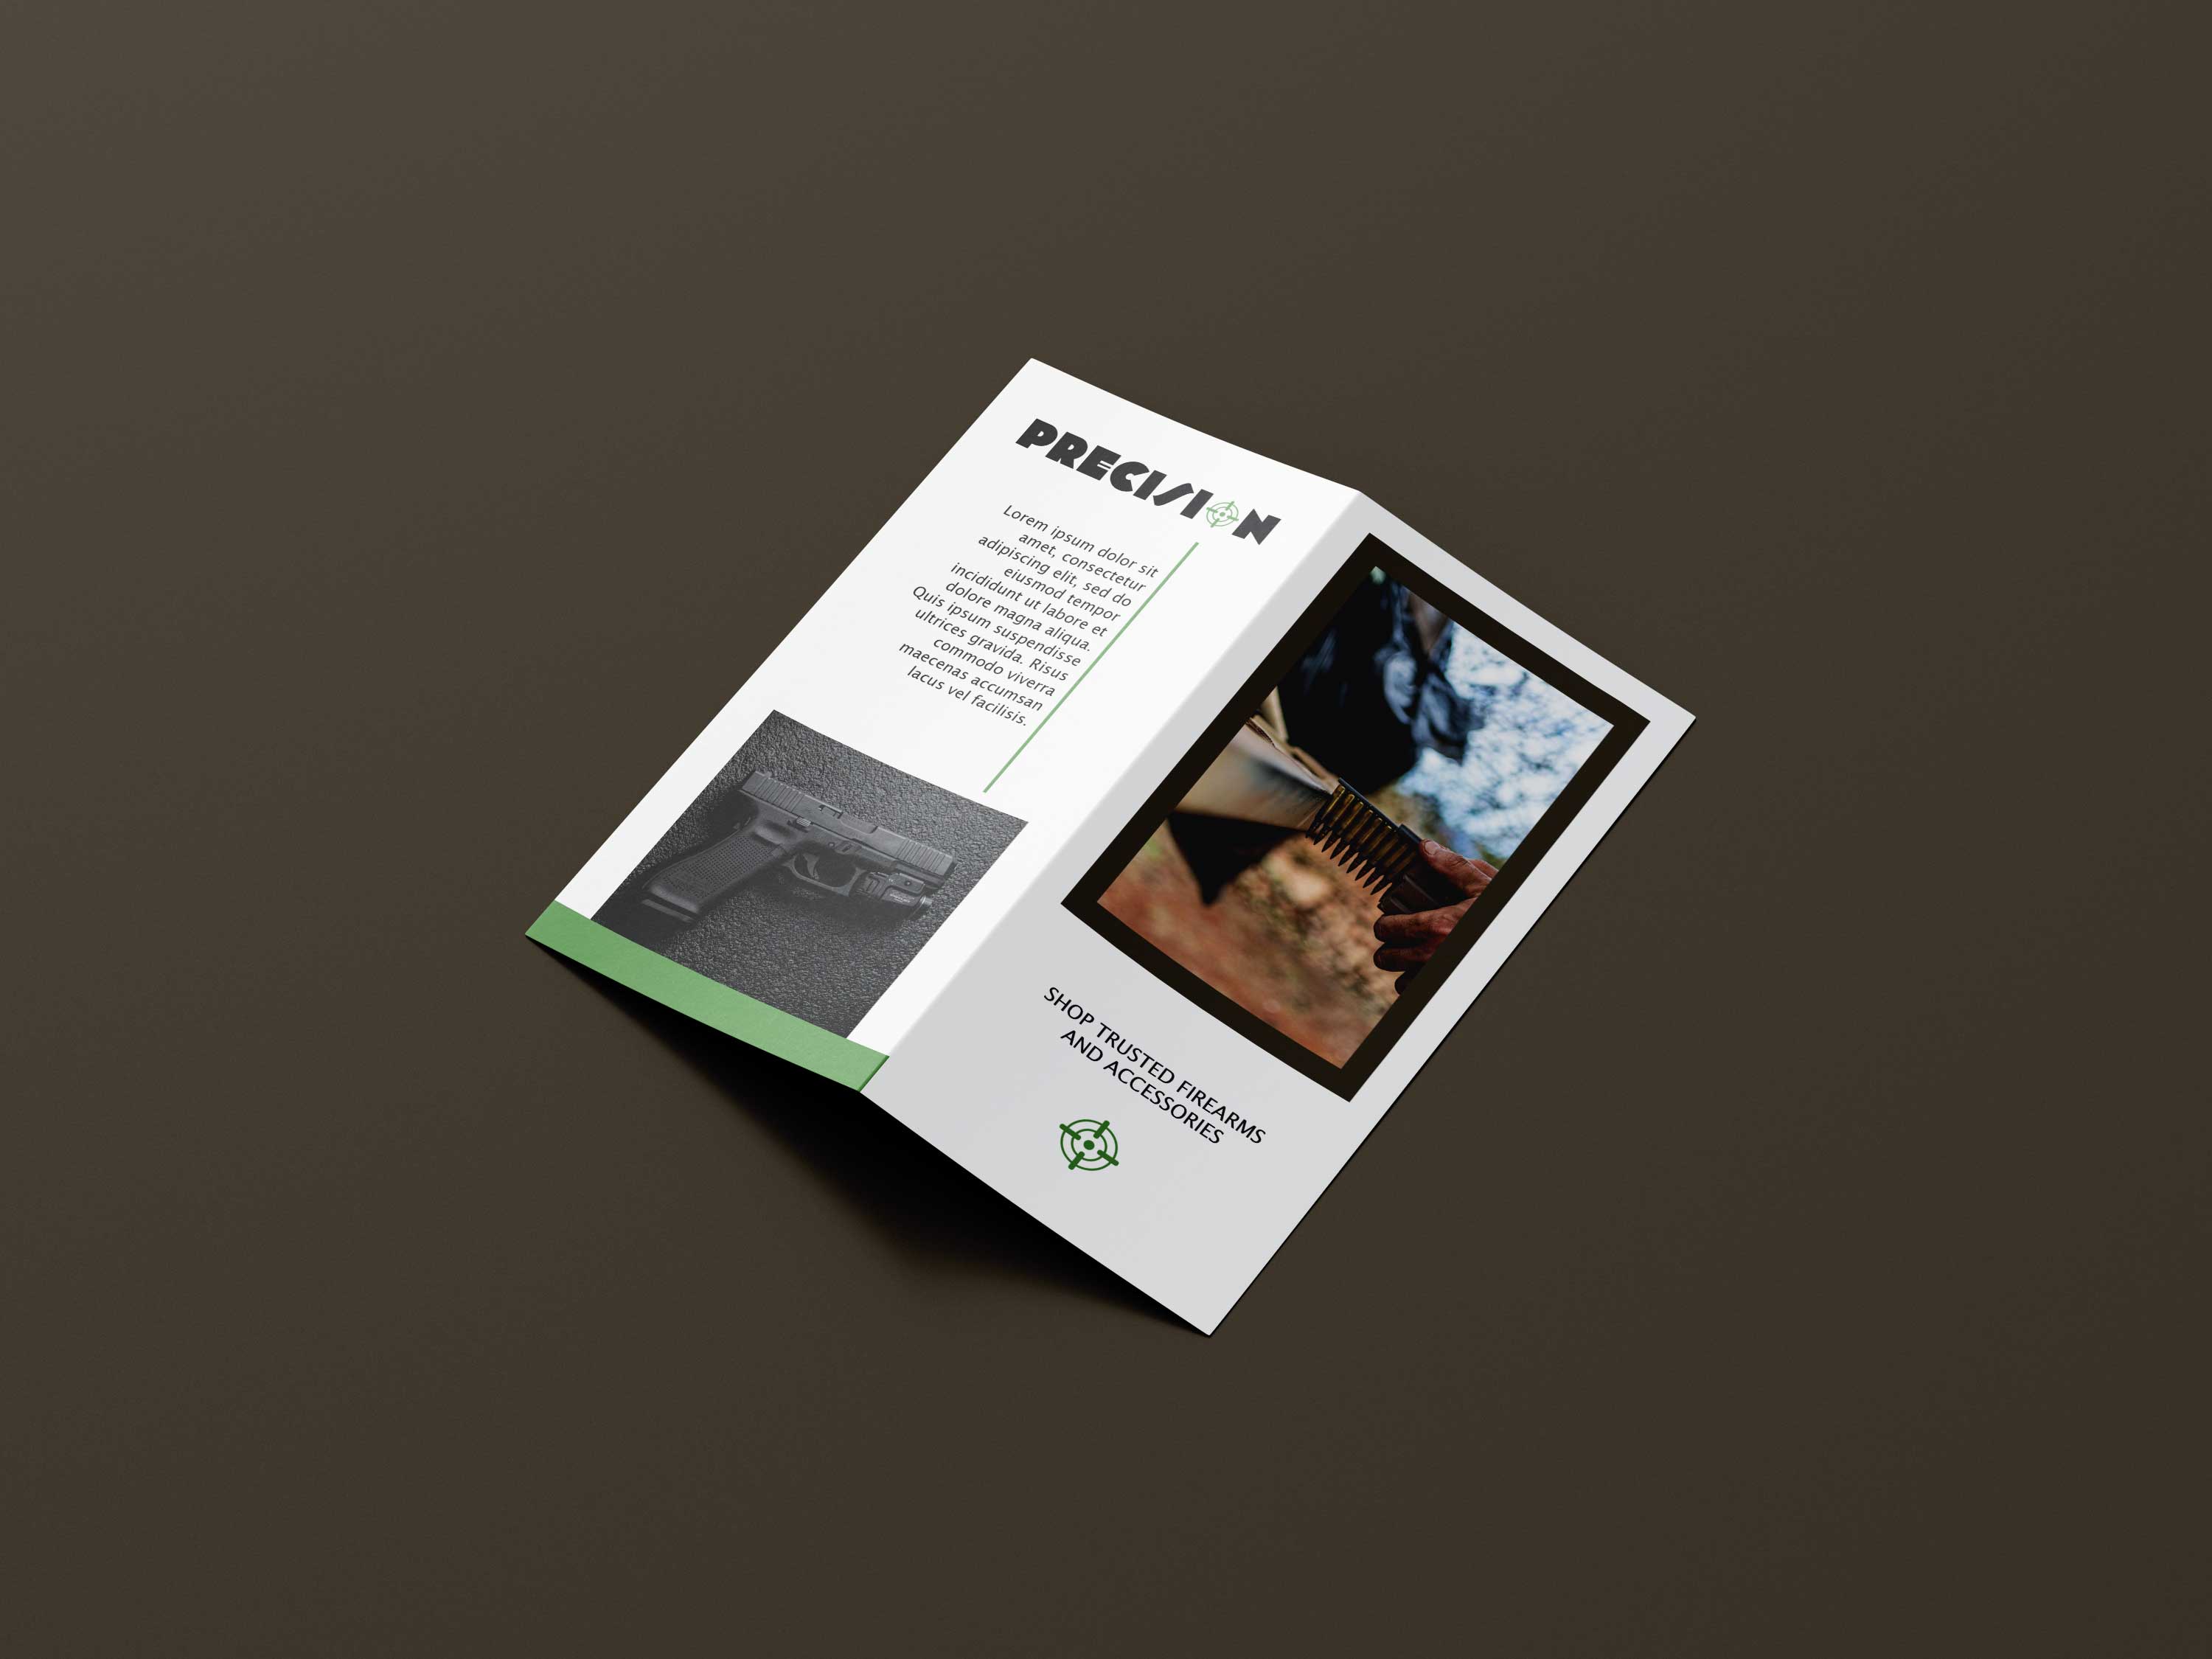 PRECISION
Lorem ipsum dolor sit
amet, consectetur
adipiscing elit, sed do
eiusmod tempor
incididunt ut labore et
dolore magna aliqua.
Quis ipsum suspendisse
ultrices gravida. Risus
commodo viverra
maecenas accumsan
lacus vel facilisis.
SHOP TRUSTED FIREARMS
AND ACCESSORIES